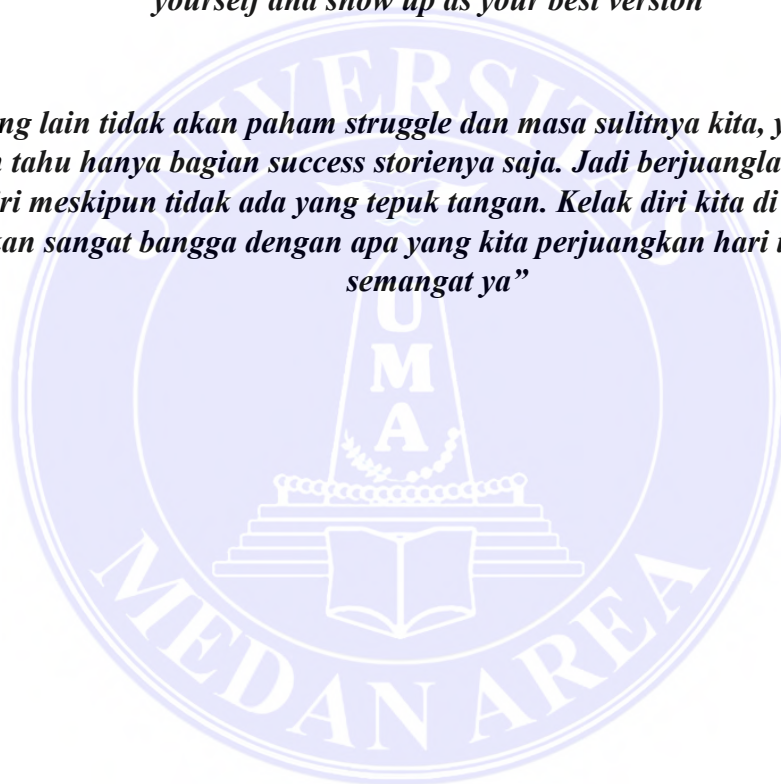 yourself and show up as your best version
ng lain tidak akan paham struggle dan masa sulitnya kita, y
tahu hanya bagian success storienya saja. Jadi berjuangla
ri meskipun tidak ada yang tepuk tangan. Kelak diri kita di
kan sangat bangga dengan apa yang kita perjuangkan hari
semangat ya”
UNIVERSITAS
UMA
MEDAN AREA